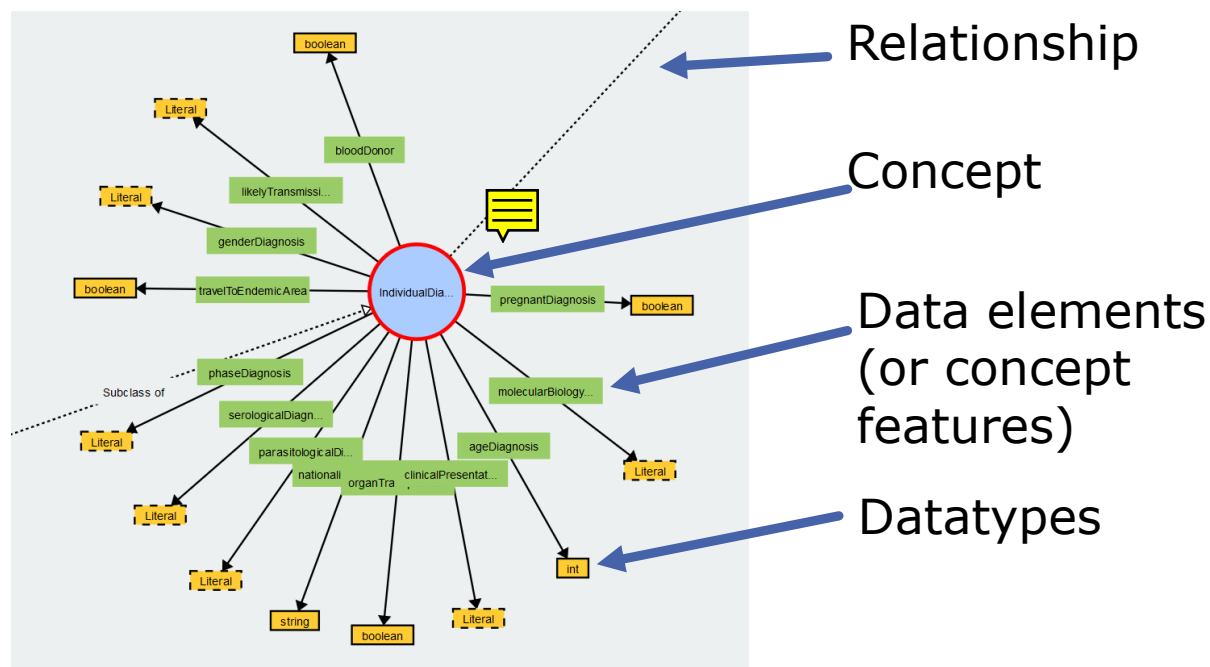 Relationship
Concept
Data elements
(or concept
features)
Datatypes
boolean
Literal
bloodDonor
likelyTransmissi...
Literal
genderDiagnosis
boolean
travelToEndemicArea
IndividualDia...
pregnantDiagnosis
boolean
phaseDiagnosis
Subclass of
molecularBiology...
serologicalDiagn...
Literal
ageDiagnosis
parasitologicalDi...
Literal
nationali
organTra
clinicalPresentat...
Literal
int
Literal
string
boolean
Literal